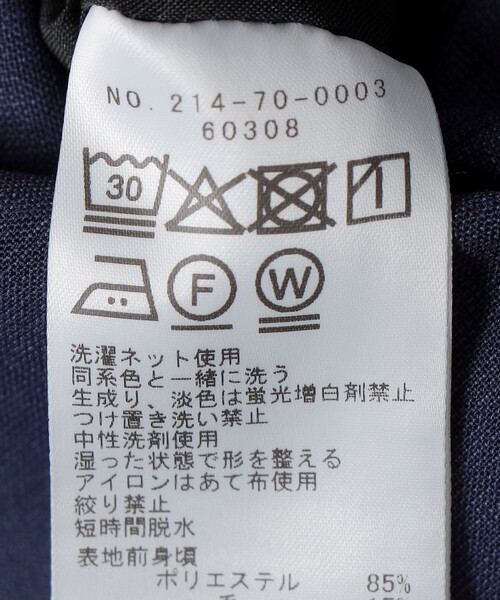 NO. 214-70-0003
60308
30
F W
洗濯ネット使用
同系色と一緒に洗う
生成り、淡色は蛍光増白剤禁止
つけ置き洗い禁止
中性洗剤使用
湿った状態で形を整える
アイロンはあて布使用
絞り禁止
短時間脱水
表地前身頃
ポリエステル 85%